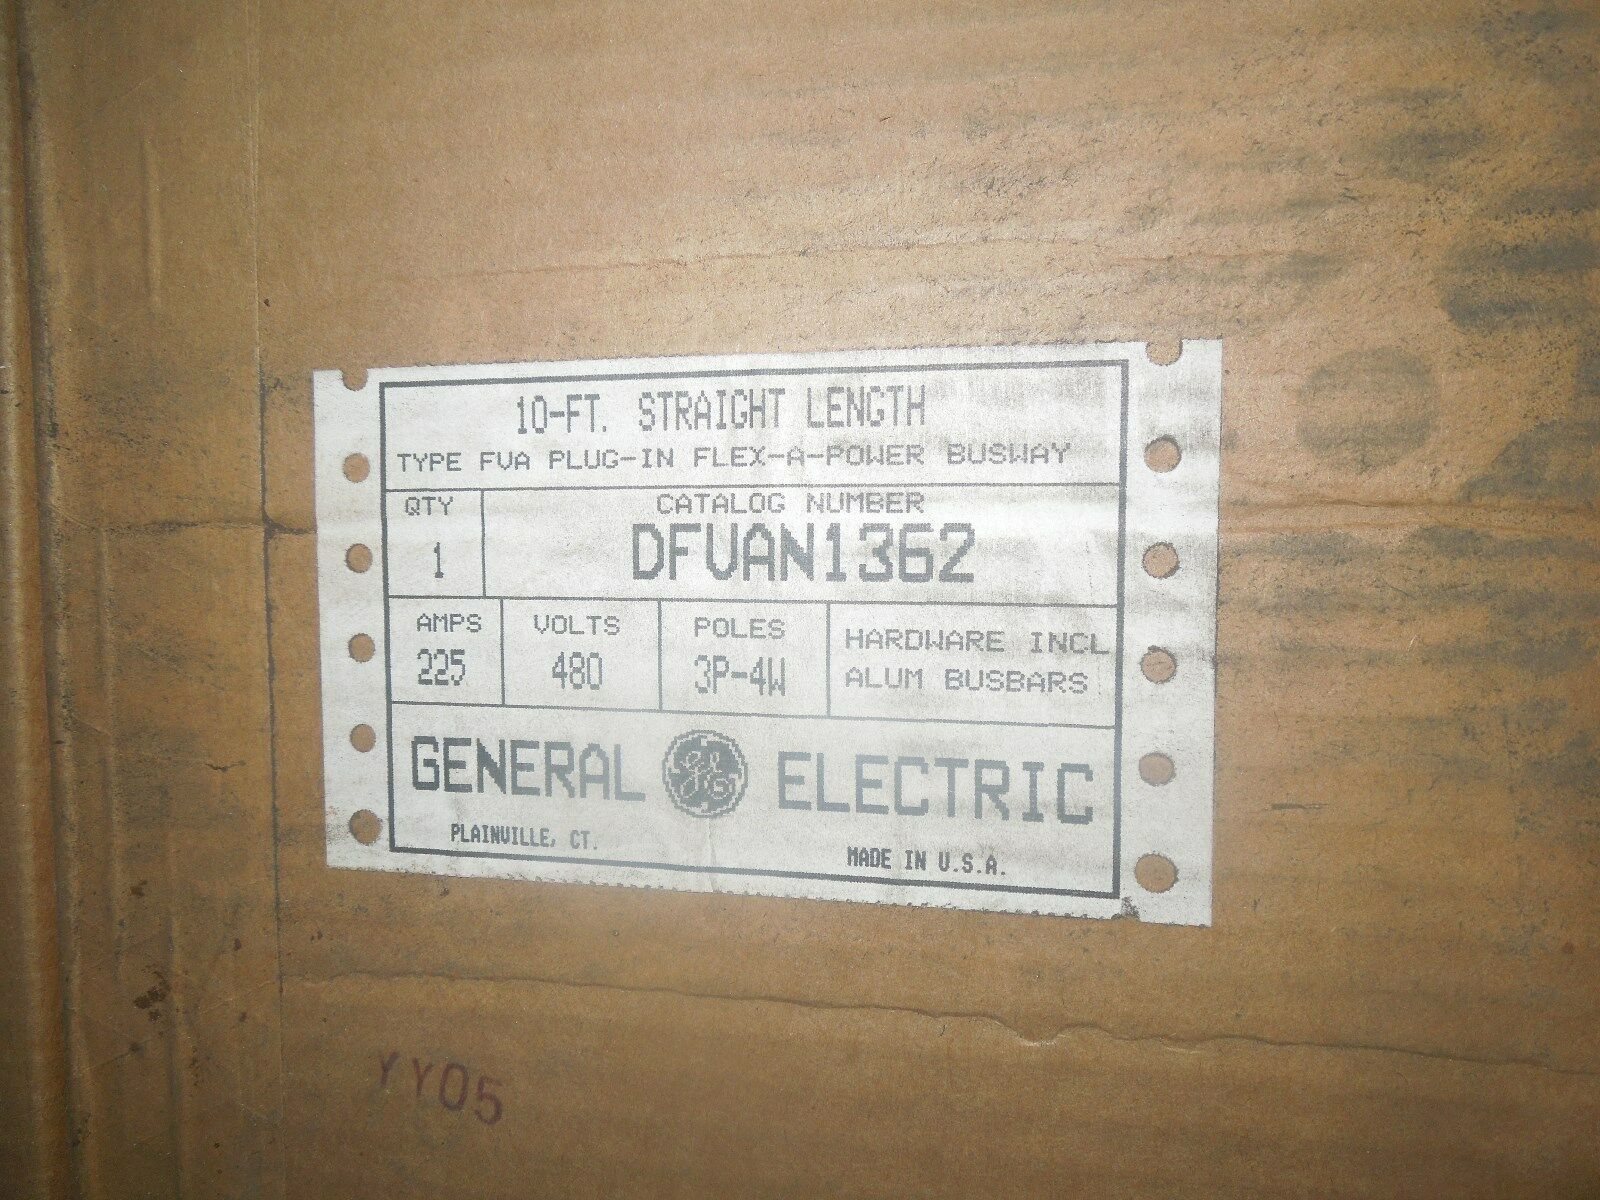 10-FT. STRAIGHT LENGTH
TYPE FVA PLUG-IN FLEX-A-POWER BUSWAY
QTY
1
CATALOG NUMBER
DFVAN1362
AMPS
225
VOLTS
480
POLES
3P-4W
HARDWARE INCL
ALUM BUSBARS
GENERAL GE ELECTRIC
PLAINVILLE, CT.
MADE IN U.S.A.
YY05